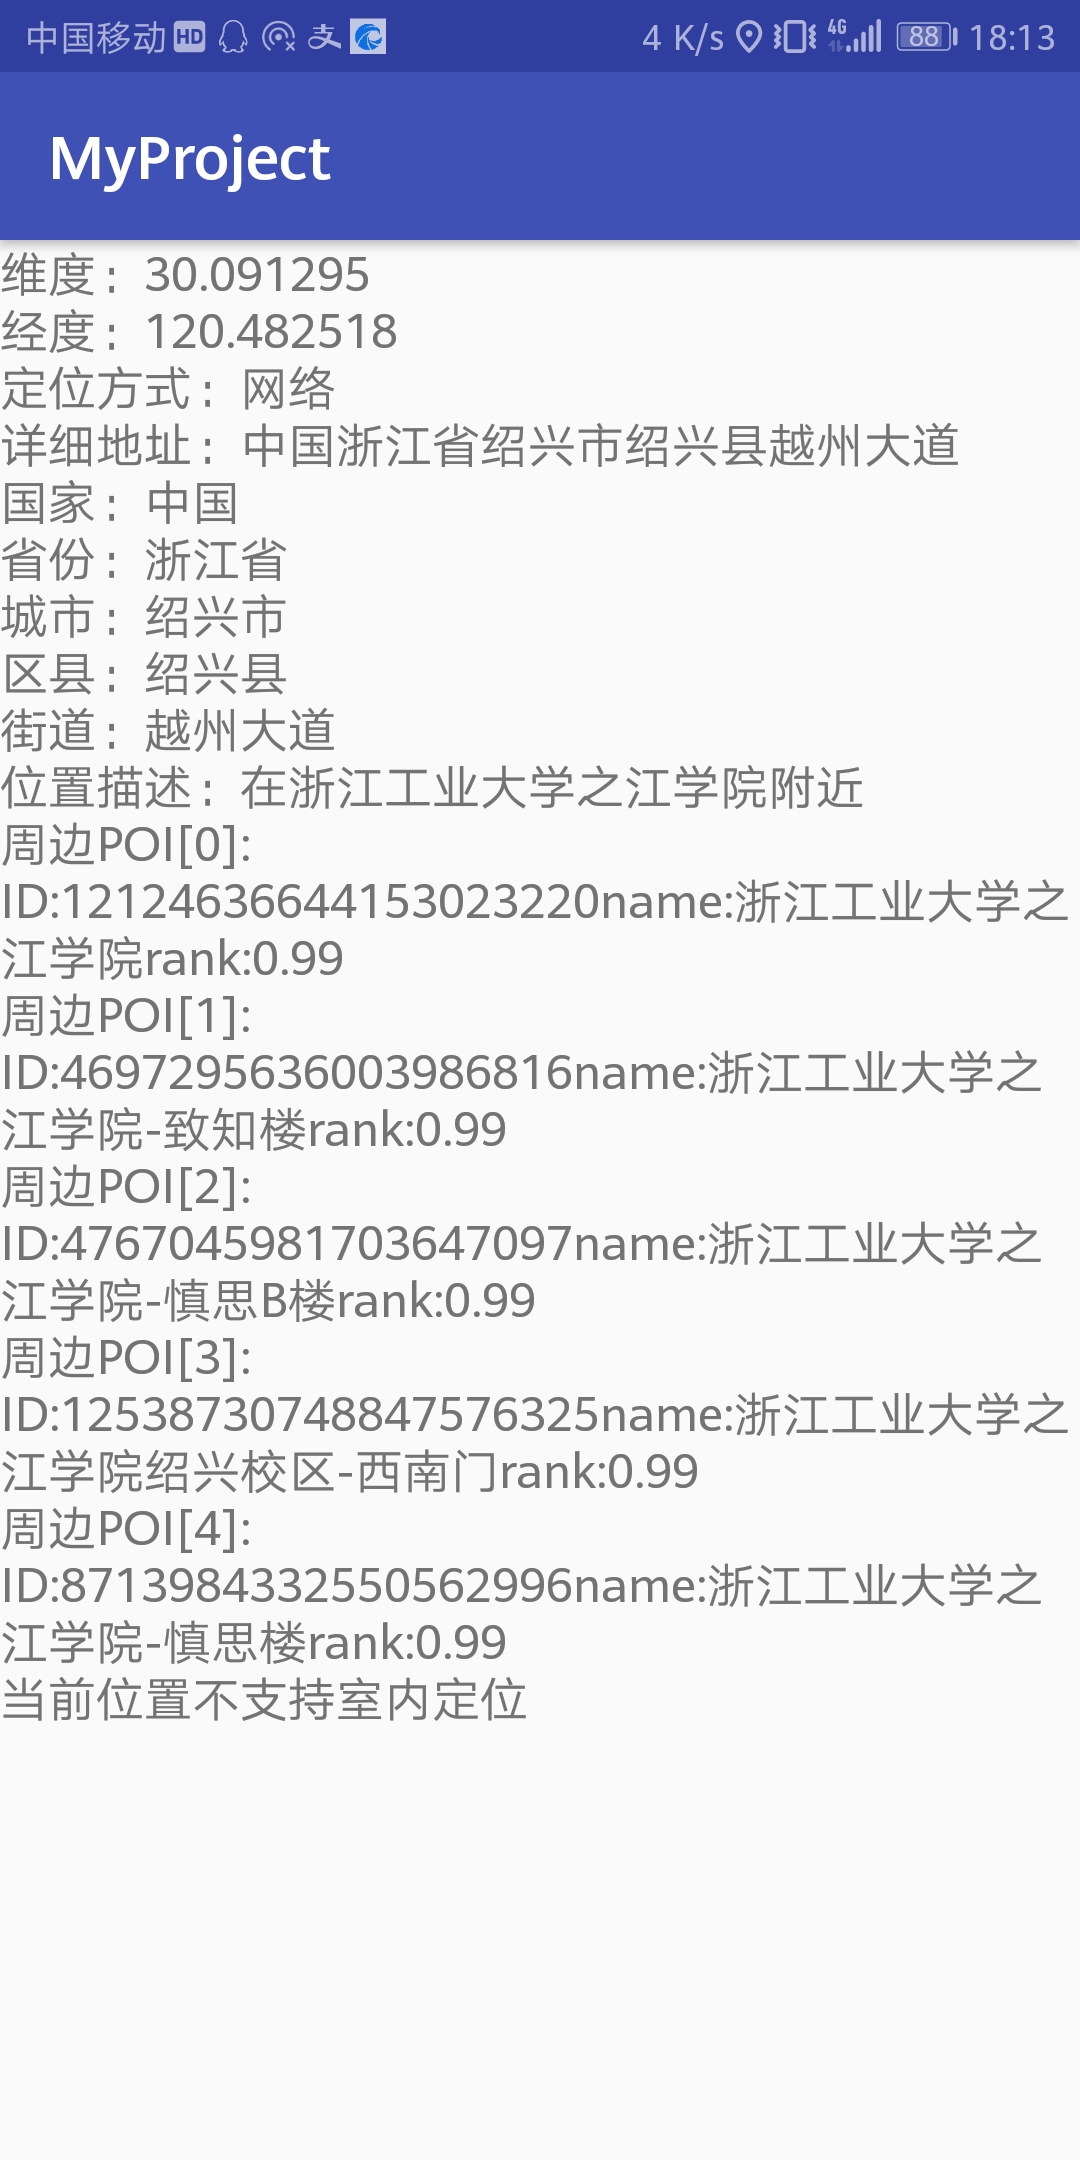 中国移动 HD 4 K/s 4G 88 18:13
MyProject
维度：30.091295
经度：120.482518
定位方式：网络
详细地址：中国浙江省绍兴市绍兴县越州大道
国家：中国
省份：浙江省
城市：绍兴市
区县：绍兴县
街道：越州大道
位置描述：在浙江工业大学之江学院附近
周边POI[0]:
ID:12124636644153023220name:浙江工业大学之
江学院rank:0.99
周边POI[1]:
ID:4697295636003986816name:浙江工业大学之
江学院-致知楼rank:0.99
周边POI[2]:
ID:4767045981703647097name:浙江工业大学之
江学院-慎思B楼rank:0.99
周边POI[3]:
ID:12538730748847576325name:浙江工业大学之
江学院绍兴校区-西南门rank:0.99
周边POI[4]:
ID:8713984332550562996name:浙江工业大学之
江学院-慎思楼rank:0.99
当前位置不支持室内定位